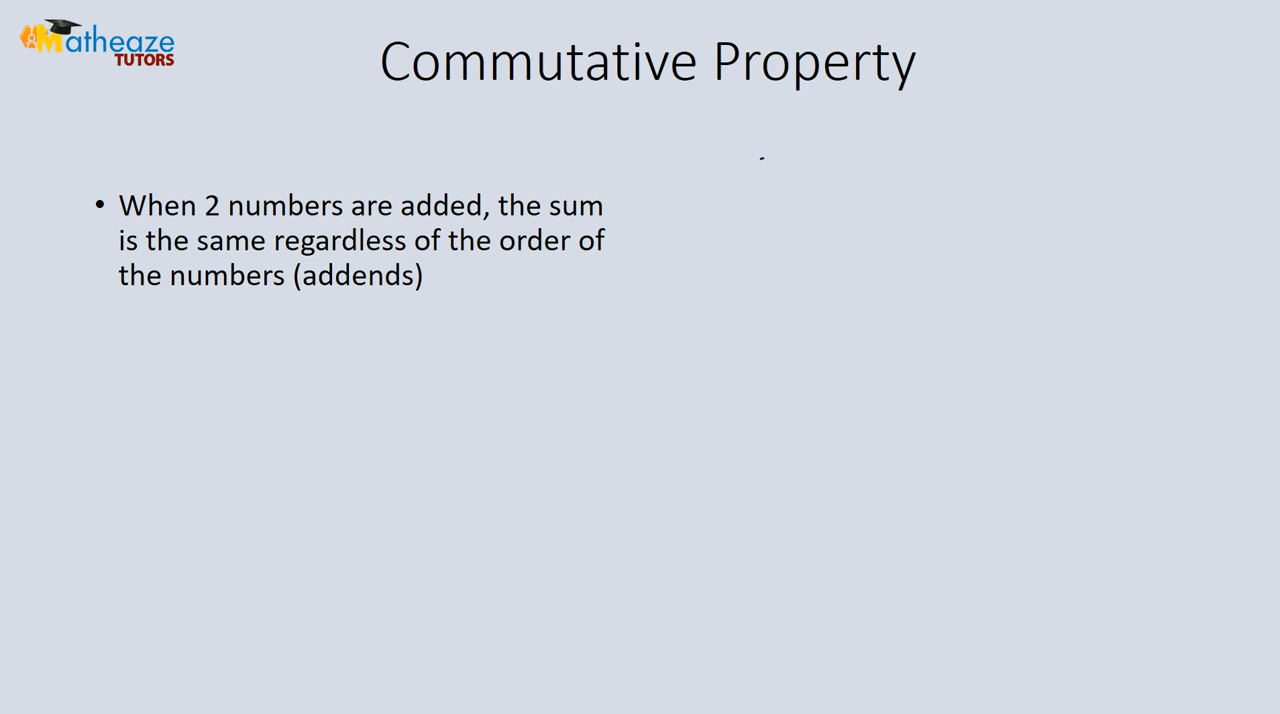 Matheaze
TUTORS
Commutative Property
• When 2 numbers are added, the sum
is the same regardless of the order of
the numbers (addends)